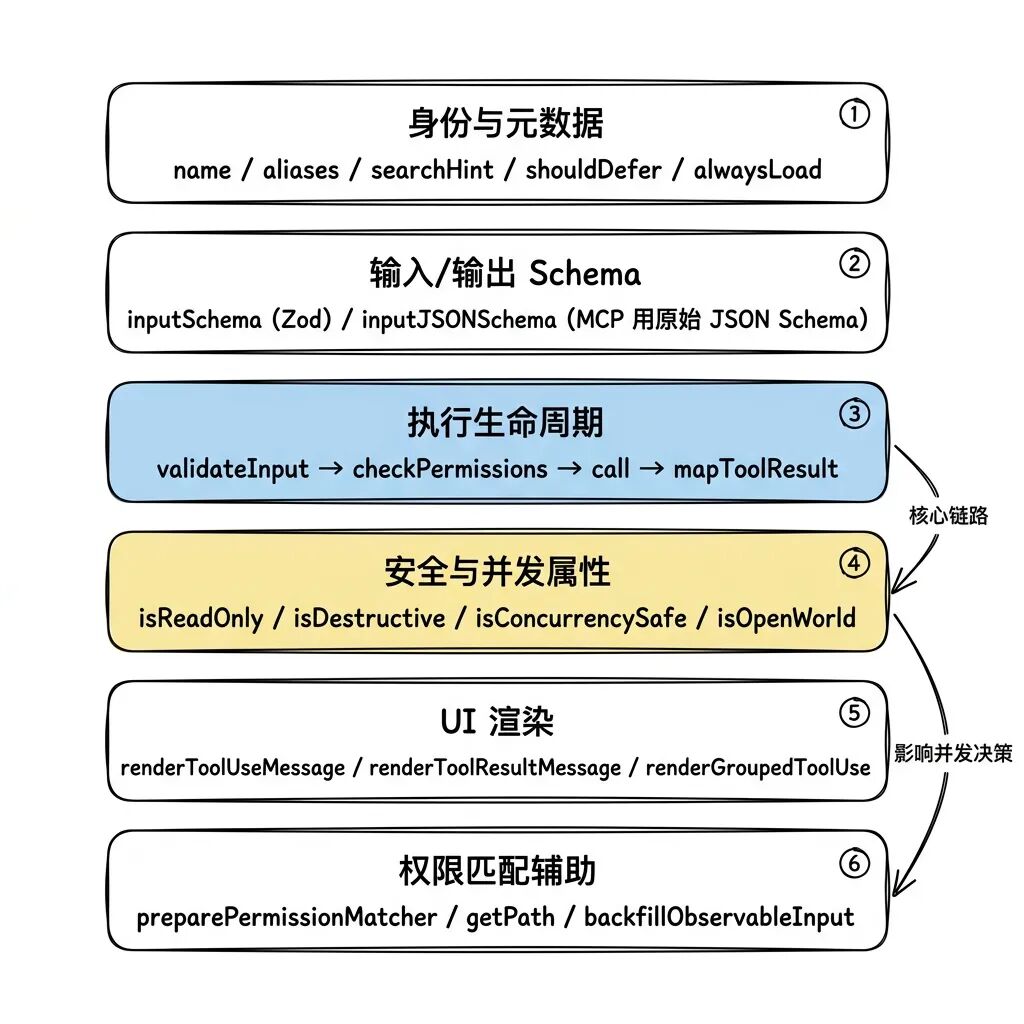 身份与元数据
①
name / aliases / searchHint / shouldDefer / alwaysLoad
输入/输出 Schema
②
inputSchema (Zod) / inputJSONSchema (MCP 用原始 JSON Schema)
执行生命周期
③
validateInput → checkPermissions → call → mapToolResult
核心链路
安全与并发属性
④
isReadOnly / isDestructive / isConcurrencySafe / isOpenWorld
UI 渲染
⑤
renderToolUseMessage / renderToolResultMessage / renderGroupedToolUse
影响并发决策
权限匹配辅助
⑥
preparePermissionMatcher / getPath / backfillObservableInput